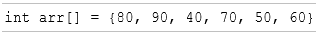 int arr[] = {80, 90, 40, 70, 50, 60}